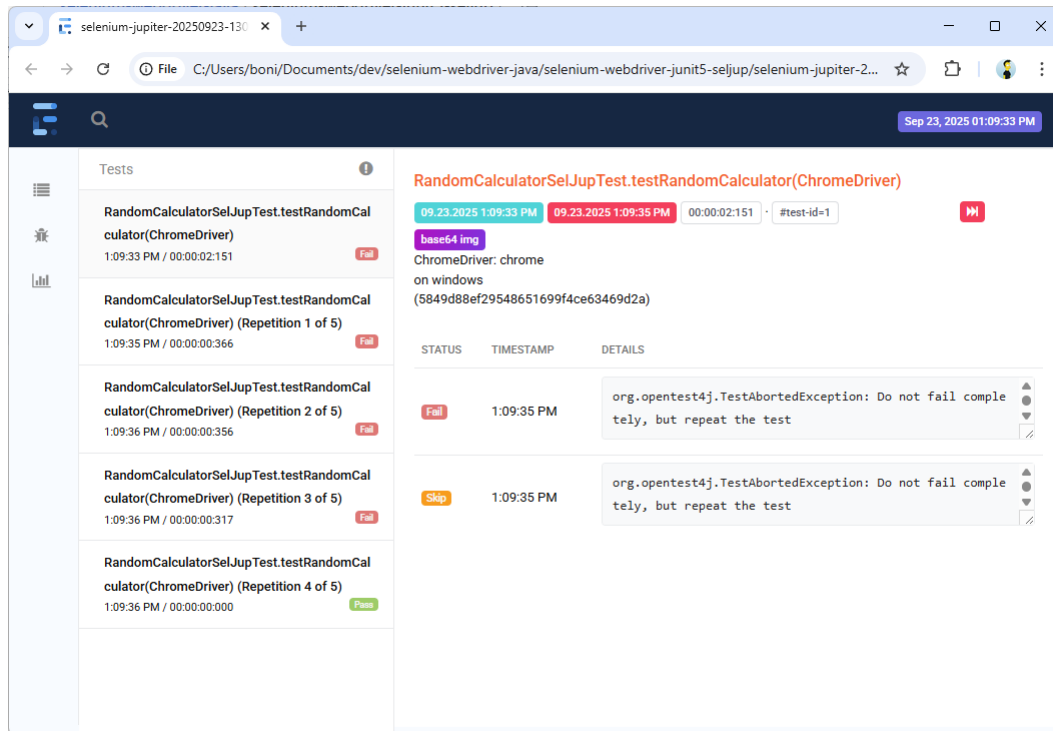 selenium-jupiter-20250923-130
File C:/Users/boni/Documents/dev/selenium-webdriver-java/selenium-webdriver-junit5-seljup/selenium-jupiter-2...
Sep 23, 2025 01:09:33 PM
Tests
RandomCalculatorSelJupTest.testRandomCal
culator(ChromeDriver)
1:09:33 PM / 00:00:02:151
Fail
RandomCalculatorSelJupTest.testRandomCal
culator(ChromeDriver) (Repetition 1 of 5)
1:09:35 PM / 00:00:00:366
Fail
RandomCalculatorSelJupTest.testRandomCal
culator(ChromeDriver) (Repetition 2 of 5)
1:09:36 PM / 00:00:00:356
Fail
RandomCalculatorSelJupTest.testRandomCal
culator(ChromeDriver) (Repetition 3 of 5)
1:09:36 PM / 00:00:00:317
Fail
RandomCalculatorSelJupTest.testRandomCal
culator(ChromeDriver) (Repetition 4 of 5)
1:09:36 PM / 00:00:00:000
Pass
RandomCalculatorSelJupTest.testRandomCalculator(ChromeDriver)
09.23.2025 1:09:33 PM 09.23.2025 1:09:35 PM 00:00:02:151 · #test-id=1
base64 img
ChromeDriver: chrome
on windows
(5849d88ef29548651699f4ce63469d2a)
STATUS TIMESTAMP DETAILS
Fail 1:09:35 PM
org.opentest4j.TestAbortedException: Do not fail comple
tely, but repeat the test
Skip 1:09:35 PM
org.opentest4j.TestAbortedException: Do not fail comple
tely, but repeat the test